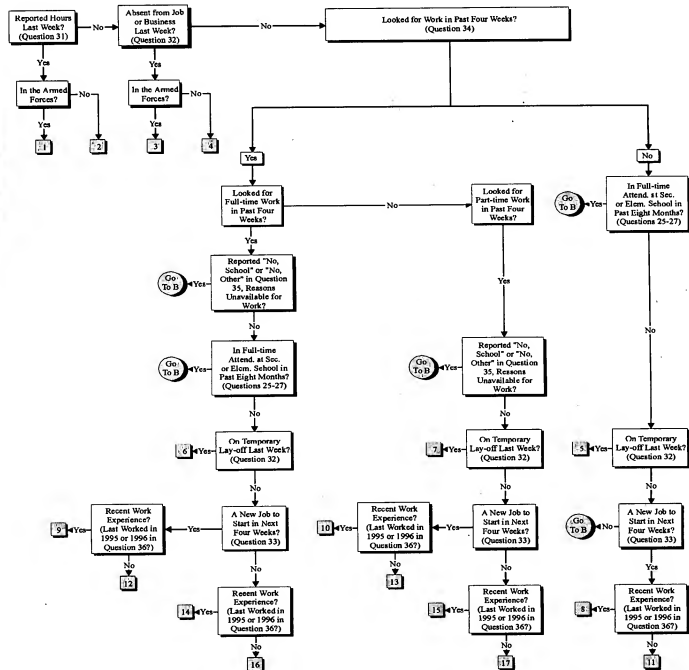 Reported Hours
Last Week?
(Question 31)
No
Absent from Job
or Business
Last Week?
(Question 32)
No
Looked for Work in Past Four Weeks?
(Question 34)
Yes
Yes
In the Armed
Forces?
No
In the Armed
Forces?
No
Yes
Yes
1
2
3
4
Yes
No
Looked for
Full-time Work
in Past Four
Weeks?
No
Looked for
Part-time Work
in Past Four
Weeks?
Go
To B
Yes
In Full-time
Attend. at Sec.
or Elem. School in
Past Eight Months?
(Questions 25-27)
Yes
Go
To B
Yes
Reported "No,
School" or "No,
Other" in Question
35, Reasons
Unavailable for
Work?
Yes
No
No
Go
To B
Yes
In Full-time
Attend. at Sec.
or Elem. School in
Past Eight Months?
(Questions 25-27)
Go
To B
Yes
Reported "No,
School" or "No,
Other" in Question
35, Reasons
Unavailable for
Work?
No
No
6
Yes
On Temporary
Lay-off Last Week?
(Question 32)
7
Yes
On Temporary
Lay-off Last Week?
(Question 32)
5
Yes
On Temporary
Lay-off Last Week?
(Question 32)
No
No
No
9
Yes
Recent Work
Experience?
(Last Worked in
1995 or 1996 in
Question 36?)
Yes
A New Job to
Start in Next
Four Weeks?
(Question 33)
10
Yes
Recent Work
Experience?
(Last Worked in
1995 or 1996 in
Question 36?)
Yes
A New Job to
Start in Next
Four Weeks?
(Question 33)
Go
To B
No
A New Job to
Start in Next
Four Weeks?
(Question 33)
No
12
No
No
13
No
Yes
14
Yes
Recent Work
Experience?
(Last Worked in
1995 or 1996 in
Question 36?)
15
Yes
Recent Work
Experience?
(Last Worked in
1995 or 1996 in
Question 36?)
8
Yes
Recent Work
Experience?
(Last Worked in
1995 or 1996 in
Question 36?)
No
No
No
16
17
11